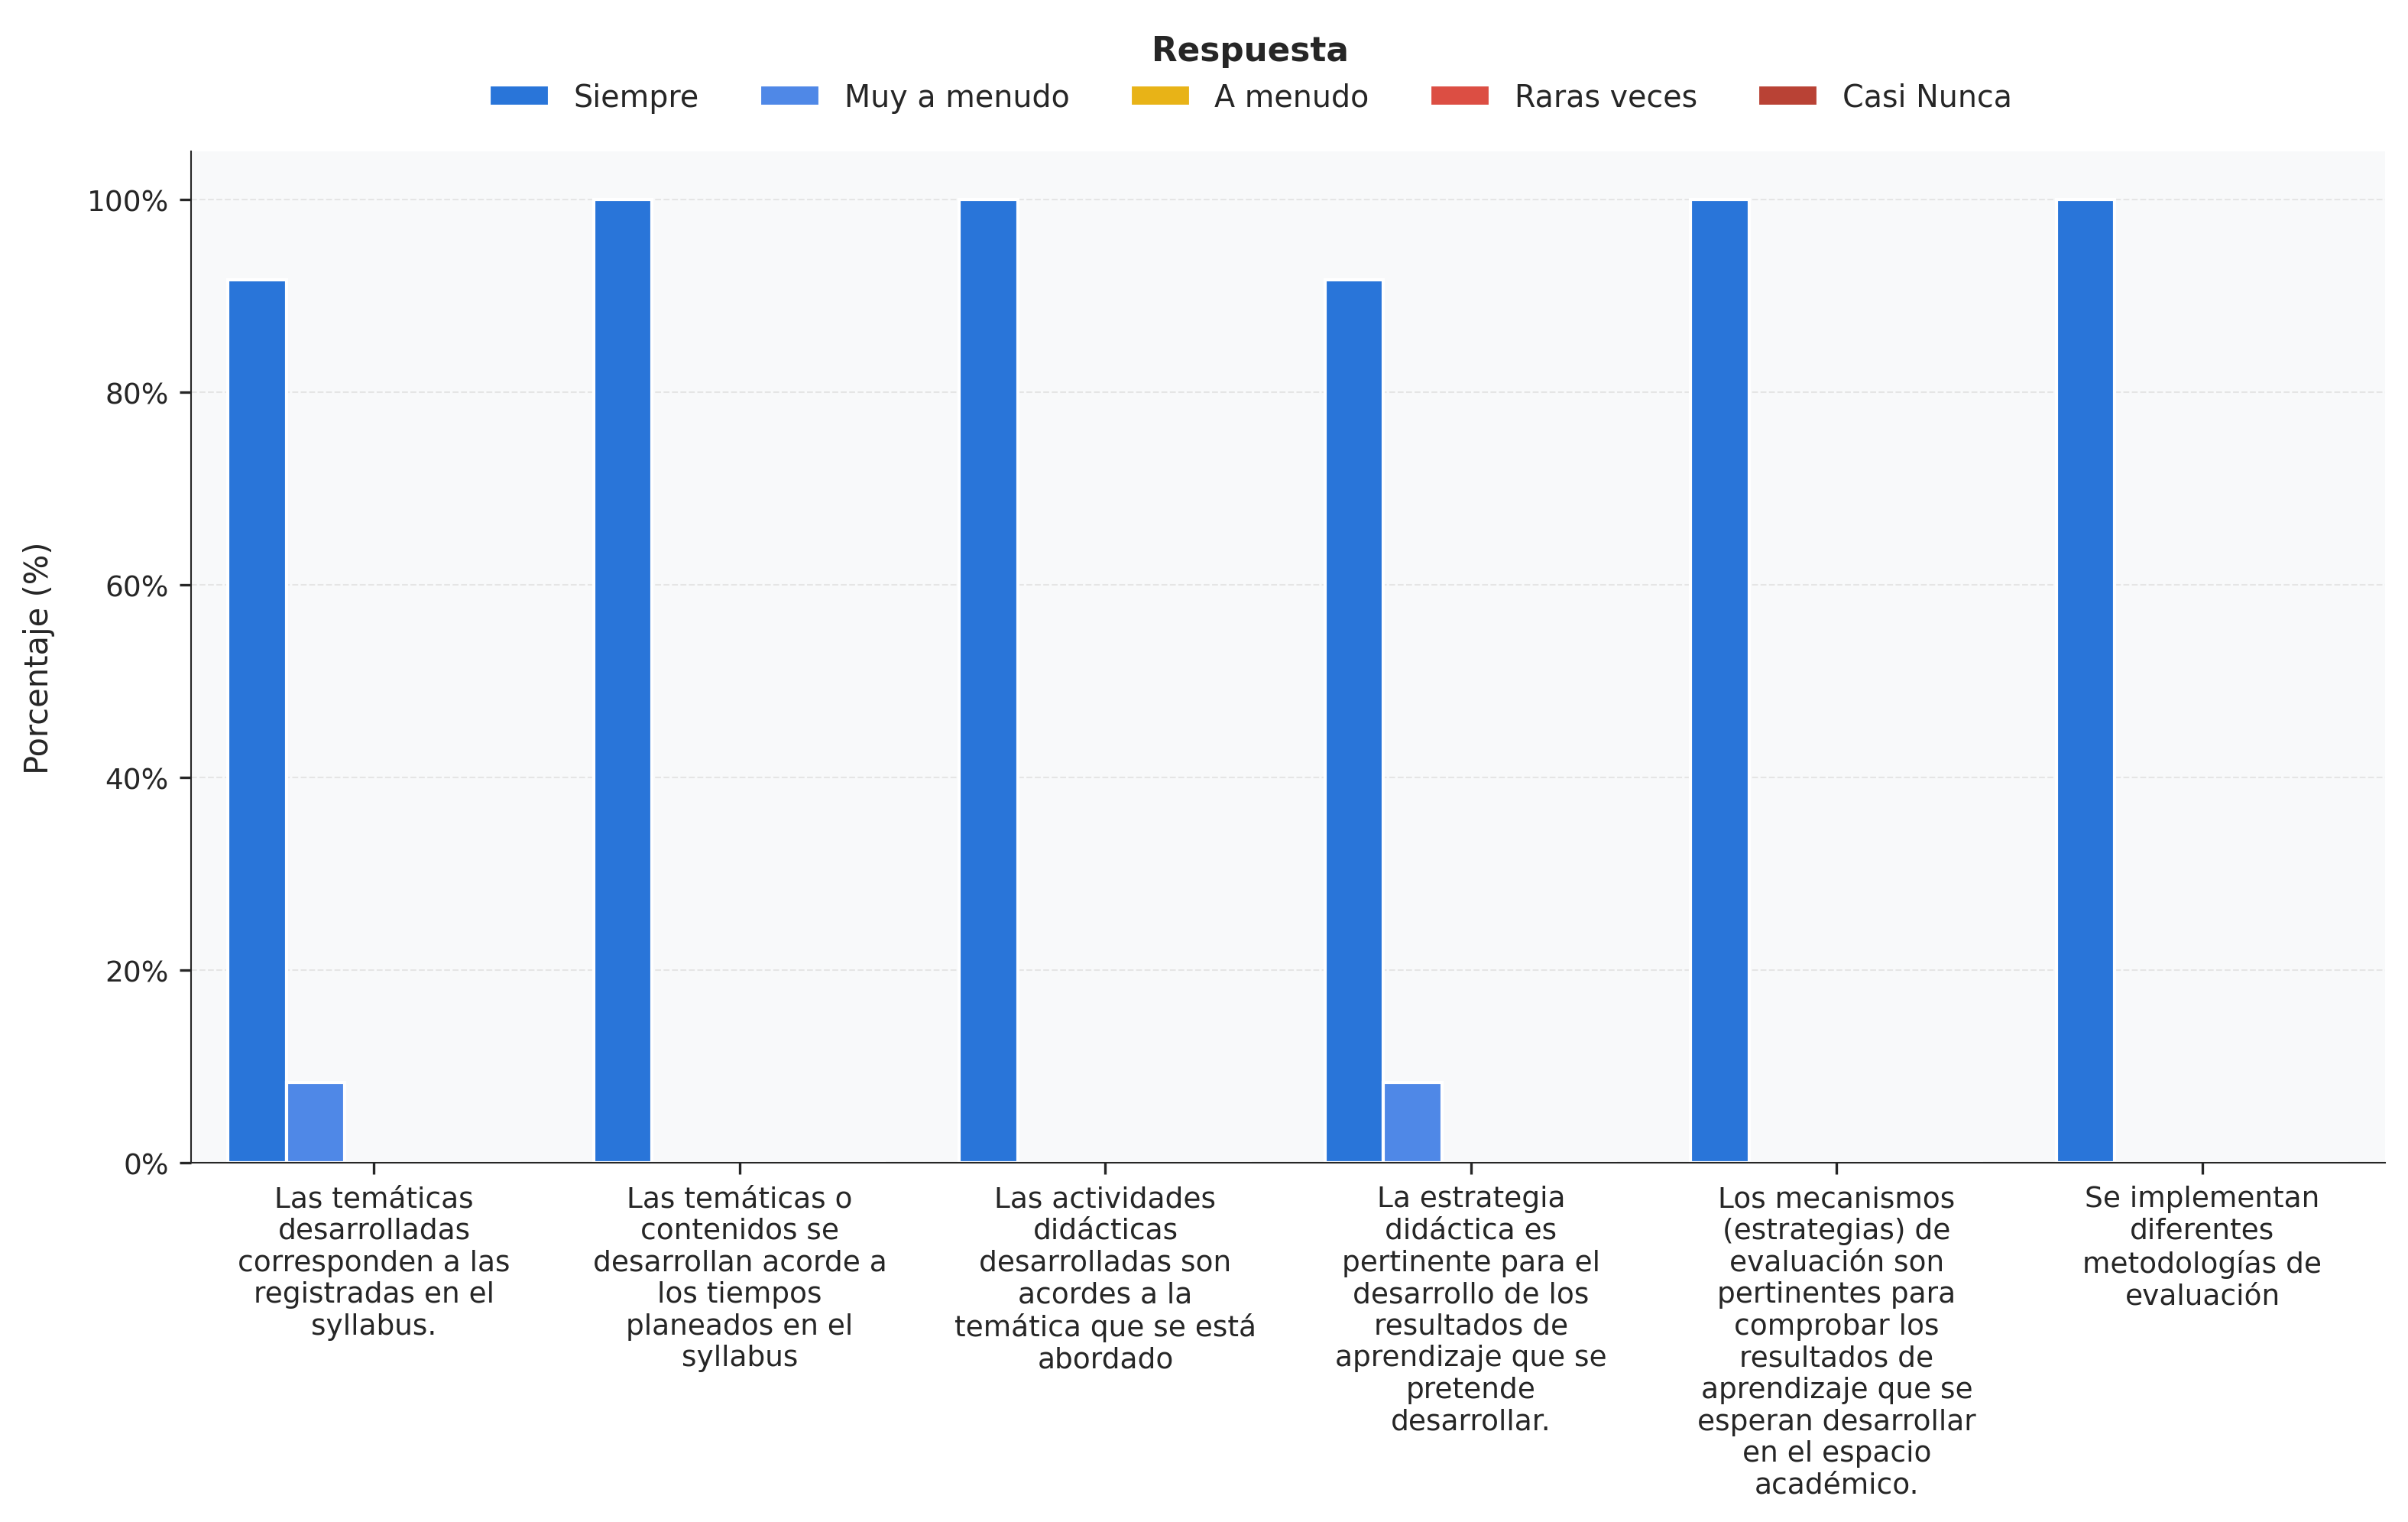 Respuesta
Siempre
Muy a menudo
A menudo
Raras veces
Casi Nunca
Porcentaje (%)
100%
80%
60%
40%
20%
0%
Las temáticas
desarrolladas
corresponden a las
registradas en el
syllabus.
Las temáticas o
contenidos se
desarrollan acorde a
los tiempos
planeados en el
syllabus
Las actividades
didácticas
desarrolladas son
acordes a la
temática que se está
abordado
La estrategia
didáctica es
pertinente para el
desarrollo de los
resultados de
aprendizaje que se
pretende
desarrollar.
Los mecanismos
(estrategias) de
evaluación son
pertinentes para
comprobar los
resultados de
aprendizaje que se
esperan desarrollar
en el espacio
académico.
Se implementan
diferentes
metodologías de
evaluación